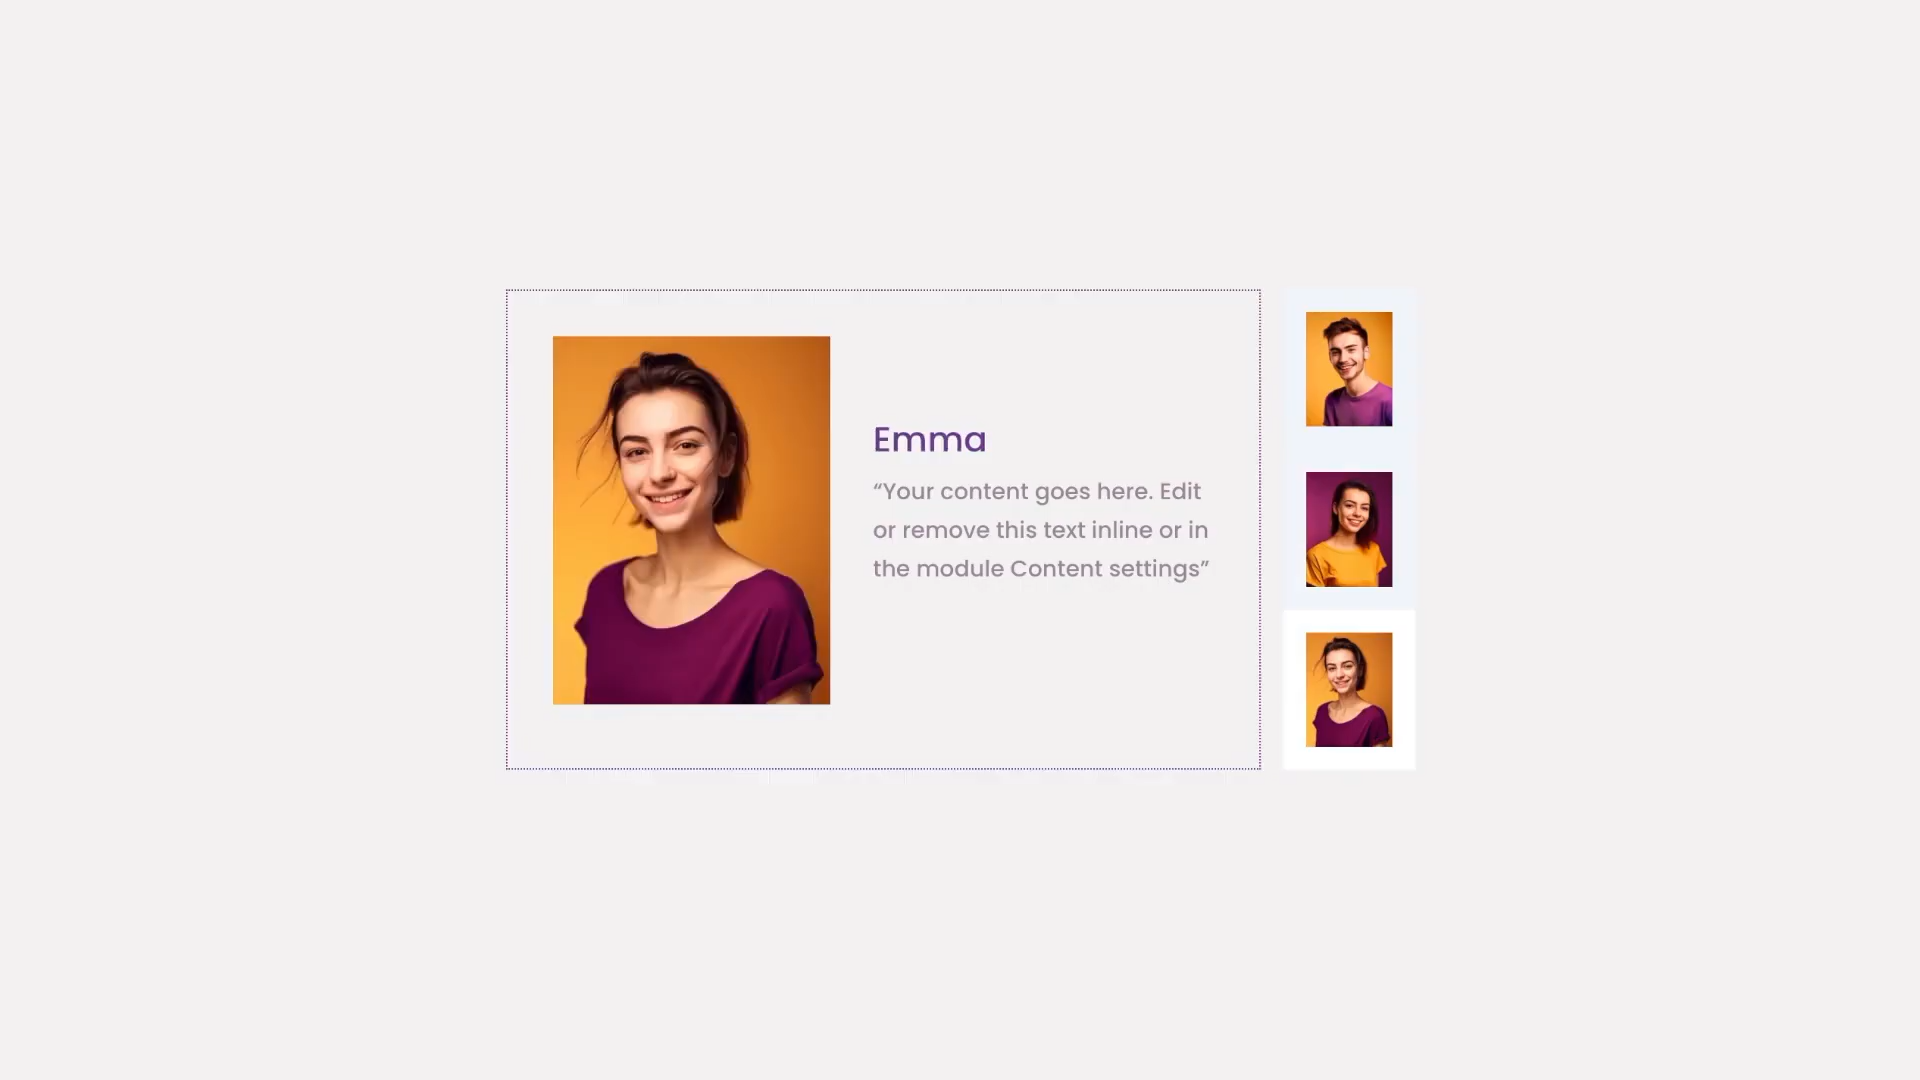 Emma
“Your content goes here. Edit
or remove this text inline or in
the module Content settings”